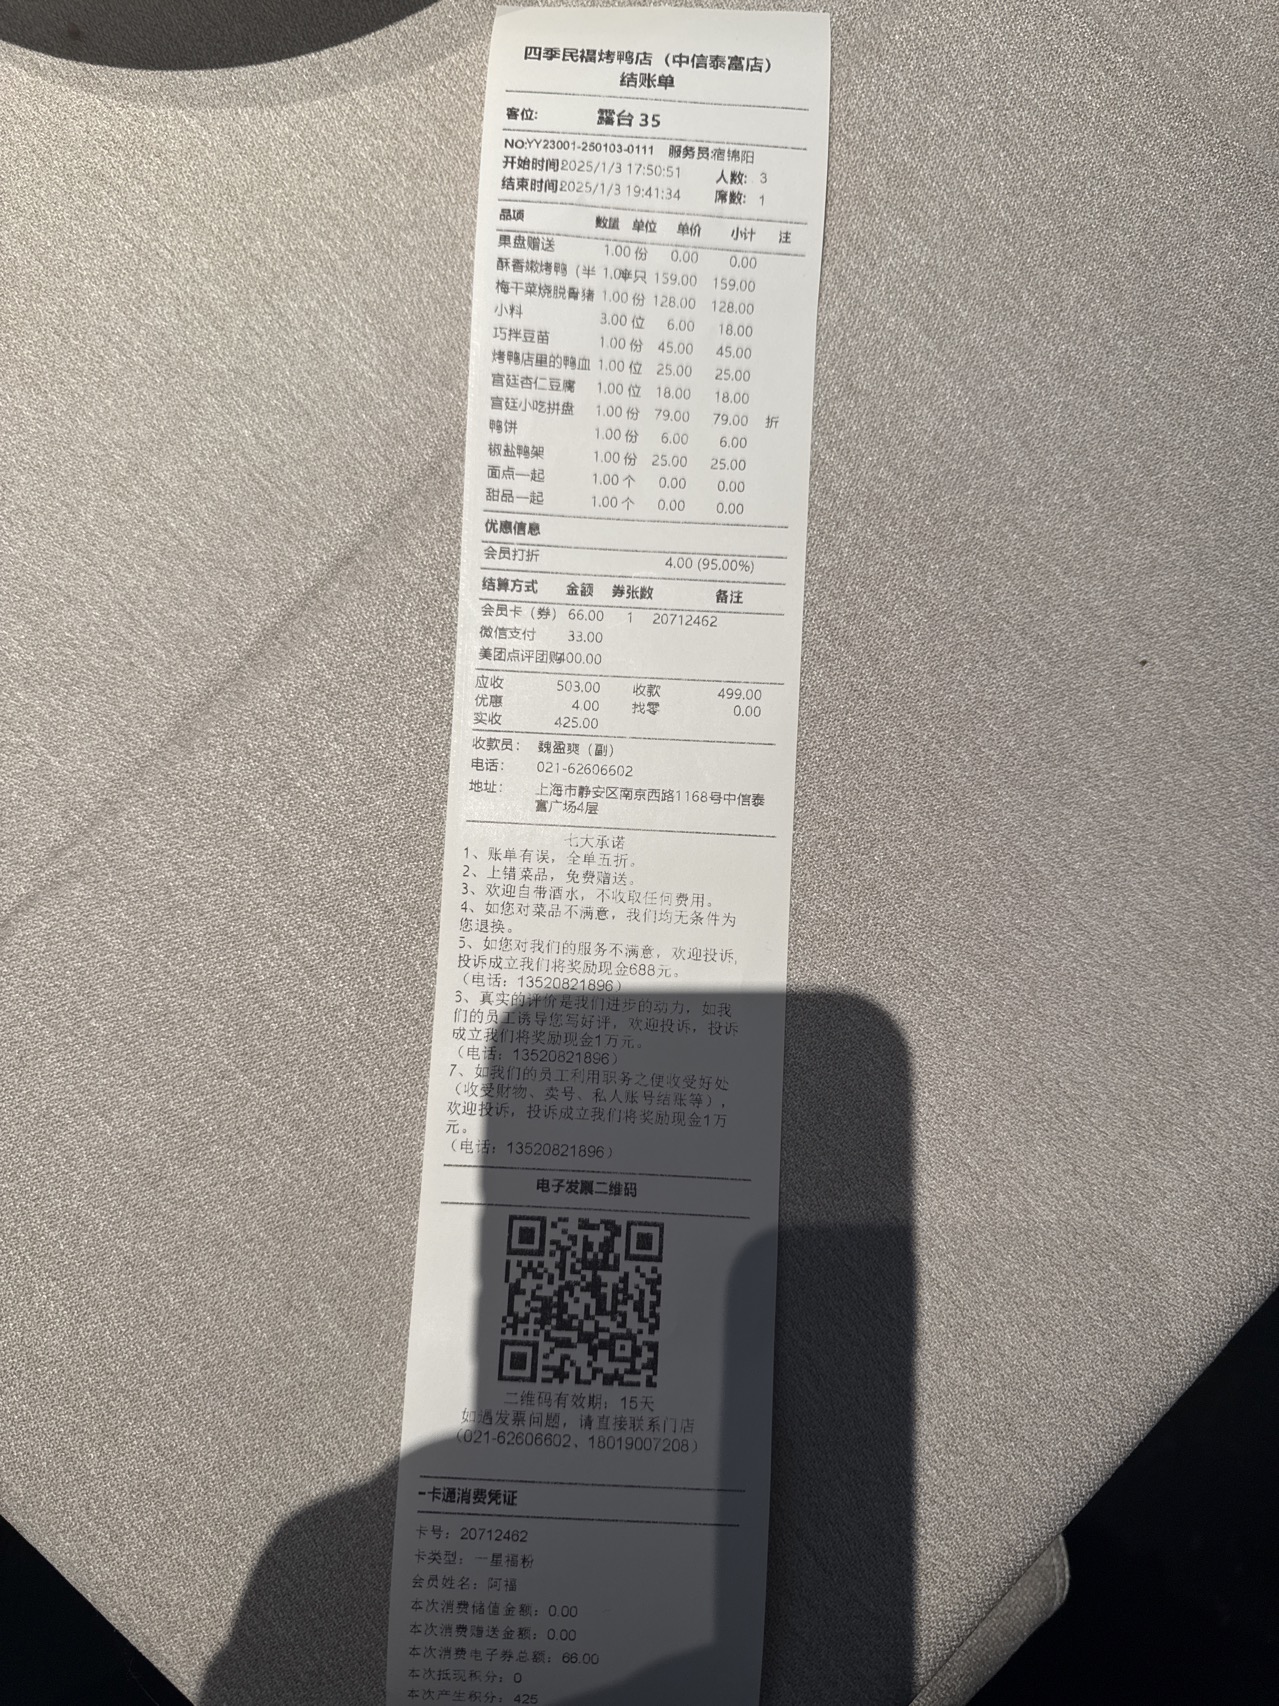 四季民福烤鸭店（中信泰富店）
结账单
客位： 露台 35
NO:YY23001-250103-0111 服务员:宿锦阳
开始时间2025/1/3 17:50:51 人数： 3
结束时间2025/1/3 19:41:34 席数： 1
品项 数量 单位 单价 小计 注
果盘赠送 1.00 份 0.00 0.00
酥香嫩烤鸭（半 1.00半只 159.00 159.00
梅干菜烧脱骨猪 1.00 份 128.00 128.00
小料 3.00 位 6.00 18.00
巧拌豆苗 1.00 份 45.00 45.00
烤鸭店里的鸭血 1.00 位 25.00 25.00
宫廷杏仁豆腐 1.00 位 18.00 18.00
宫廷小吃拼盘 1.00 份 79.00 79.00 折
鸭饼 1.00 份 6.00 6.00
椒盐鸭架 1.00 份 25.00 25.00
面点一起 1.00 个 0.00 0.00
甜品一起 1.00 个 0.00 0.00
优惠信息
会员打折 4.00 (95.00%)
结算方式 金额 券张数 备注
会员卡（券） 66.00 1 20712462
微信支付 33.00
美团点评团购400.00
应收 503.00 收款 499.00
优惠 4.00 找零 0.00
实收 425.00
收款员： 魏盈爽（副）
电话： 021-62606602
地址： 上海市静安区南京西路1168号中信泰
富广场4层
七大承诺
1、账单有误，全单五折。
2、上错菜品，免费赠送。
3、欢迎自带酒水，不收取任何费用。
4、如您对菜品不满意，我们均无条件为
您退换。
5、如您对我们的服务不满意，欢迎投诉，
投诉成立我们将奖励现金688元。
（电话：13520821896）
6、真实的评价是我们进步的动力，如我
们的员工诱导您写好评，欢迎投诉，投诉
成立我们将奖励现金1万元。
（电话：13520821896）
7、如我们的员工利用职务之便收受好处
（收受财物、卖号、私人账号结账等），
欢迎投诉，投诉成立我们将奖励现金1万
元。
（电话：13520821896）
电子发票二维码
二维码有效期：15天
如遇发票问题，请直接联系门店
（021-62606602、18019007208）
一卡通消费凭证
卡号：20712462
卡类型：一星福粉
会员姓名：阿福
本次消费储值金额：0.00
本次消费赠送金额：0.00
本次消费电子券总额：66.00
本次抵现积分：0
本次产生积分：425